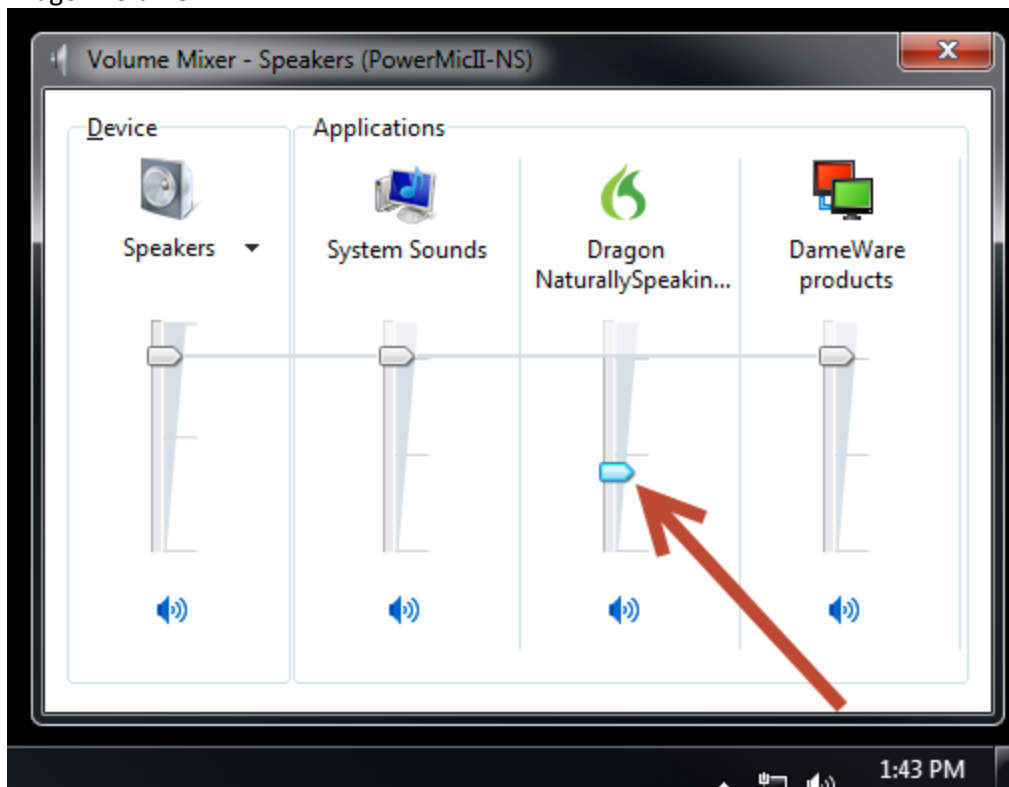 Volume Mixer - Speakers (PowerMicII-NS)
Device
Applications
Speakers
System Sounds
Dragon
NaturallySpeakin...
DameWare
products
1:43 PM